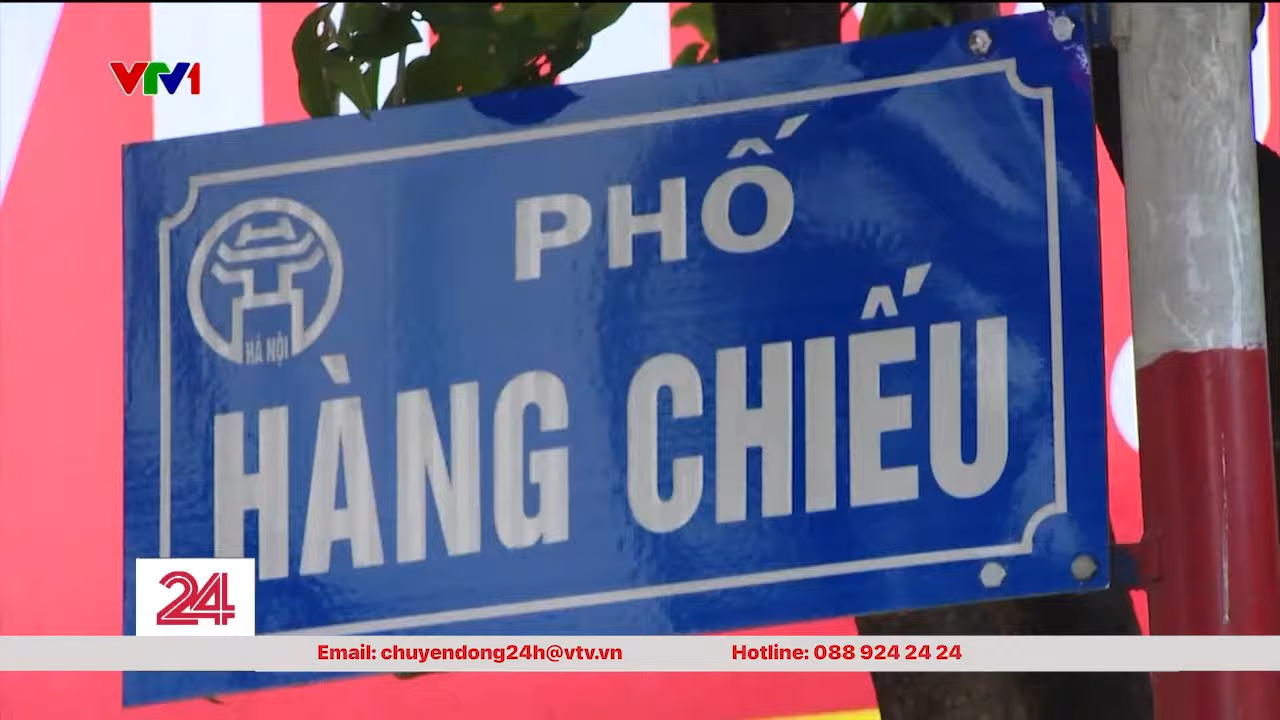 VTV1
PHỐ
HÀ NỘI
HÀNG CHIẾU
24
Email: chuyendong24h@vtv.vn
Hotline: 088 924 24 24